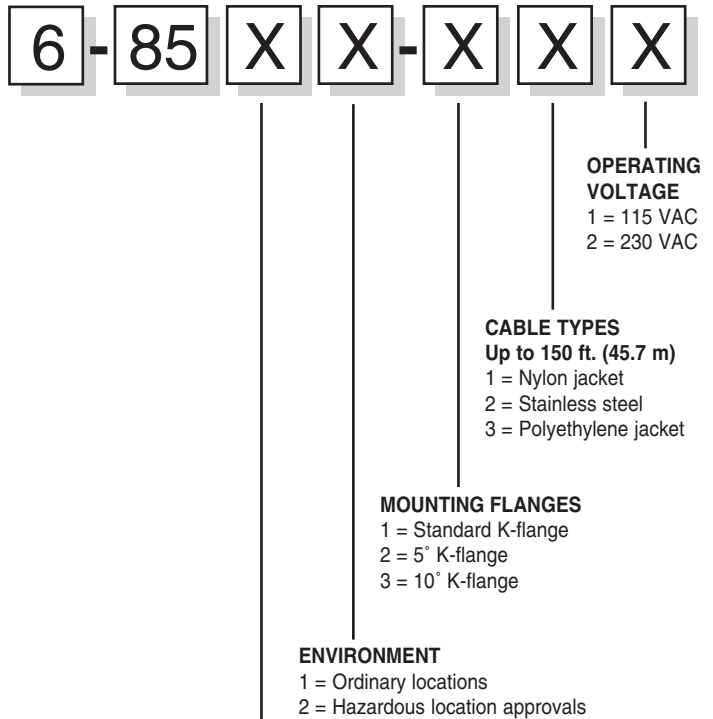 6-85XX-XXX
OPERATING
VOLTAGE
1 = 115 VAC
2 = 230 VAC
CABLE TYPES
Up to 150 ft. (45.7 m)
1 = Nylon jacket
2 = Stainless steel
3 = Polyethylene jacket
MOUNTING FLANGES
1 = Standard K-flange
2 = 5˚ K-flange
3 = 10˚ K-flange
ENVIRONMENT
1 = Ordinary locations
2 = Hazardous location approvals